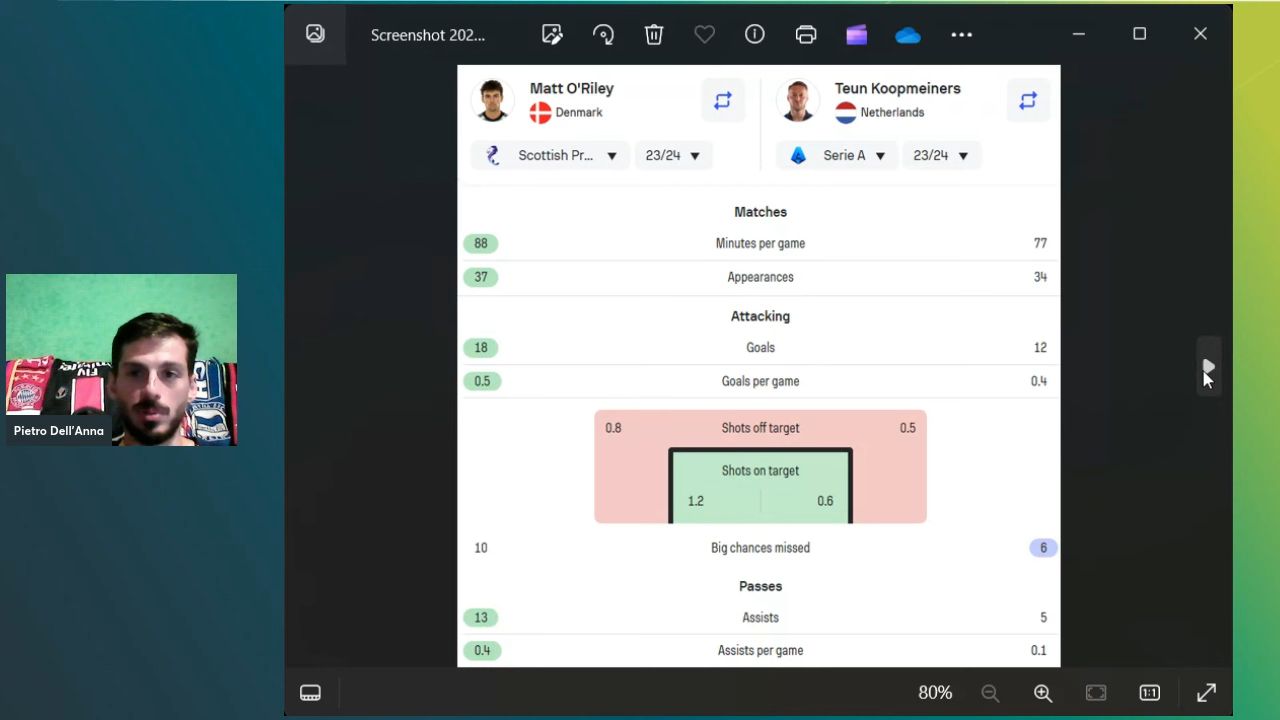 Screenshot 202...
Matt O'Riley
Denmark
Teun Koopmeiners
Netherlands
Scottish Pr... ▼ 23/24 ▼
Serie A ▼ 23/24 ▼
Matches
88 Minutes per game 77
37 Appearances 34
Attacking
18 Goals 12
0.5 Goals per game 0.4
0.8 Shots off target 0.5
Shots on target
1.2 0.6
10 Big chances missed 6
Passes
13 Assists 5
0.4 Assists per game 0.1
Pietro Dell'Anna
80%
1:1